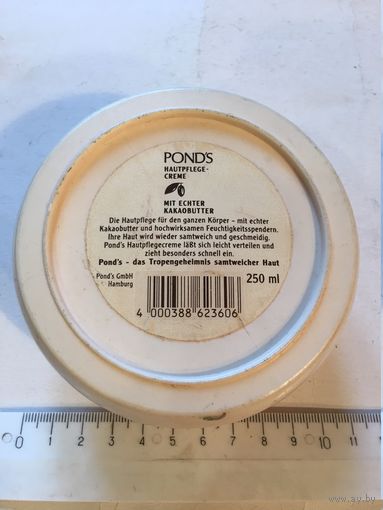 POND'S
HAUTPFLEGE-
CREME
MIT ECHTER
KAKAOBUTTER
Die Hautpflege für den ganzen Körper – mit echter
Kakaobutter und hochwirksamen Feuchtigkeitsspendern.
Ihre Haut wird wieder samtweich und geschmeidig.
Pond's Hautpflegecreme läßt sich leicht verteilen und
zieht besonders schnell ein.
Pond's - das Tropengeheimnis samtweicher Haut
Pond's GmbH
Hamburg
250 ml
4 000388 623606
0 1 2 3 4 5 6 7 8 9 10
www.ay.by